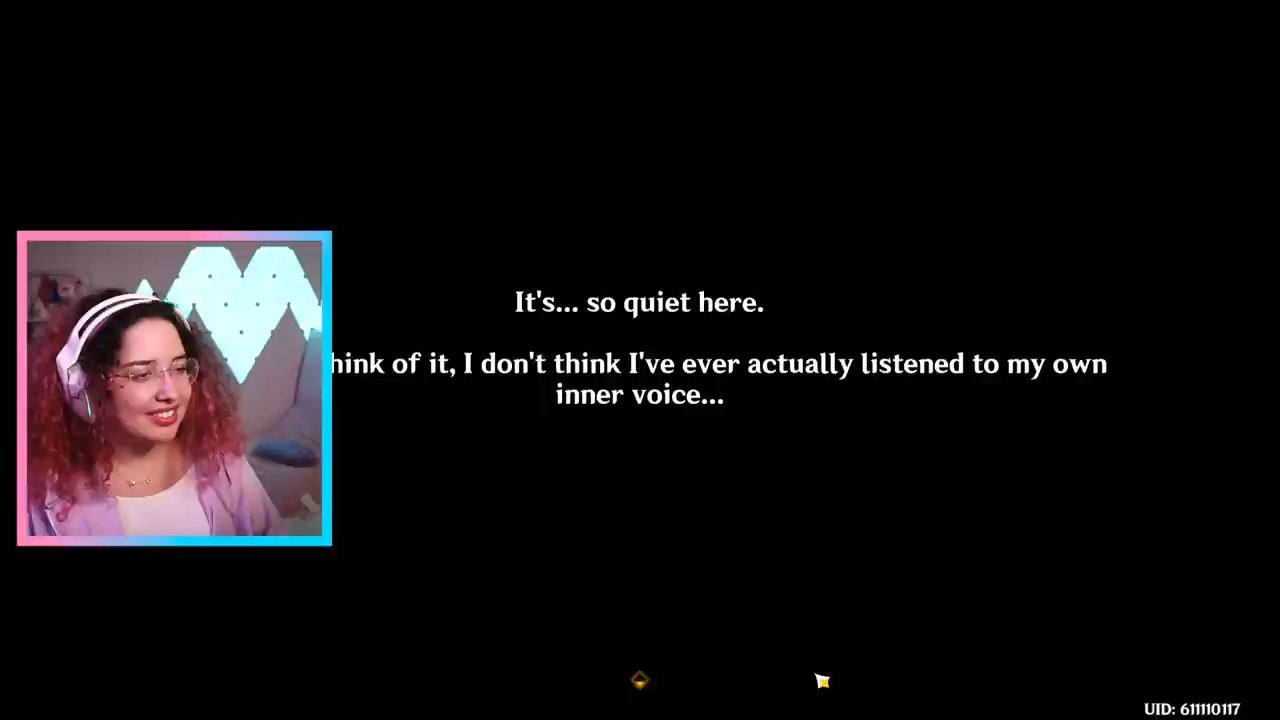 It's... so quiet here.
hink of it, I don't think I've ever actually listened to my own
inner voice...
UID: 611110117